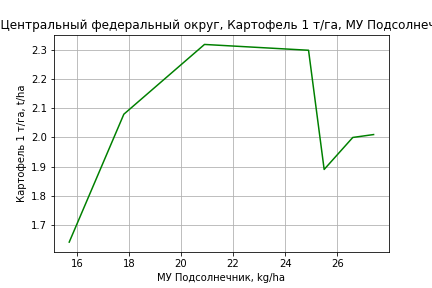 Центральный федеральный округ, Картофель 1 т/га, МУ Подсолнеч
2.3
2.2
2.1
2.0
1.9
1.8
1.7
Картофель 1 т/га, t/ha
16 18 20 22 24 26
МУ Подсолнечник, kg/ha